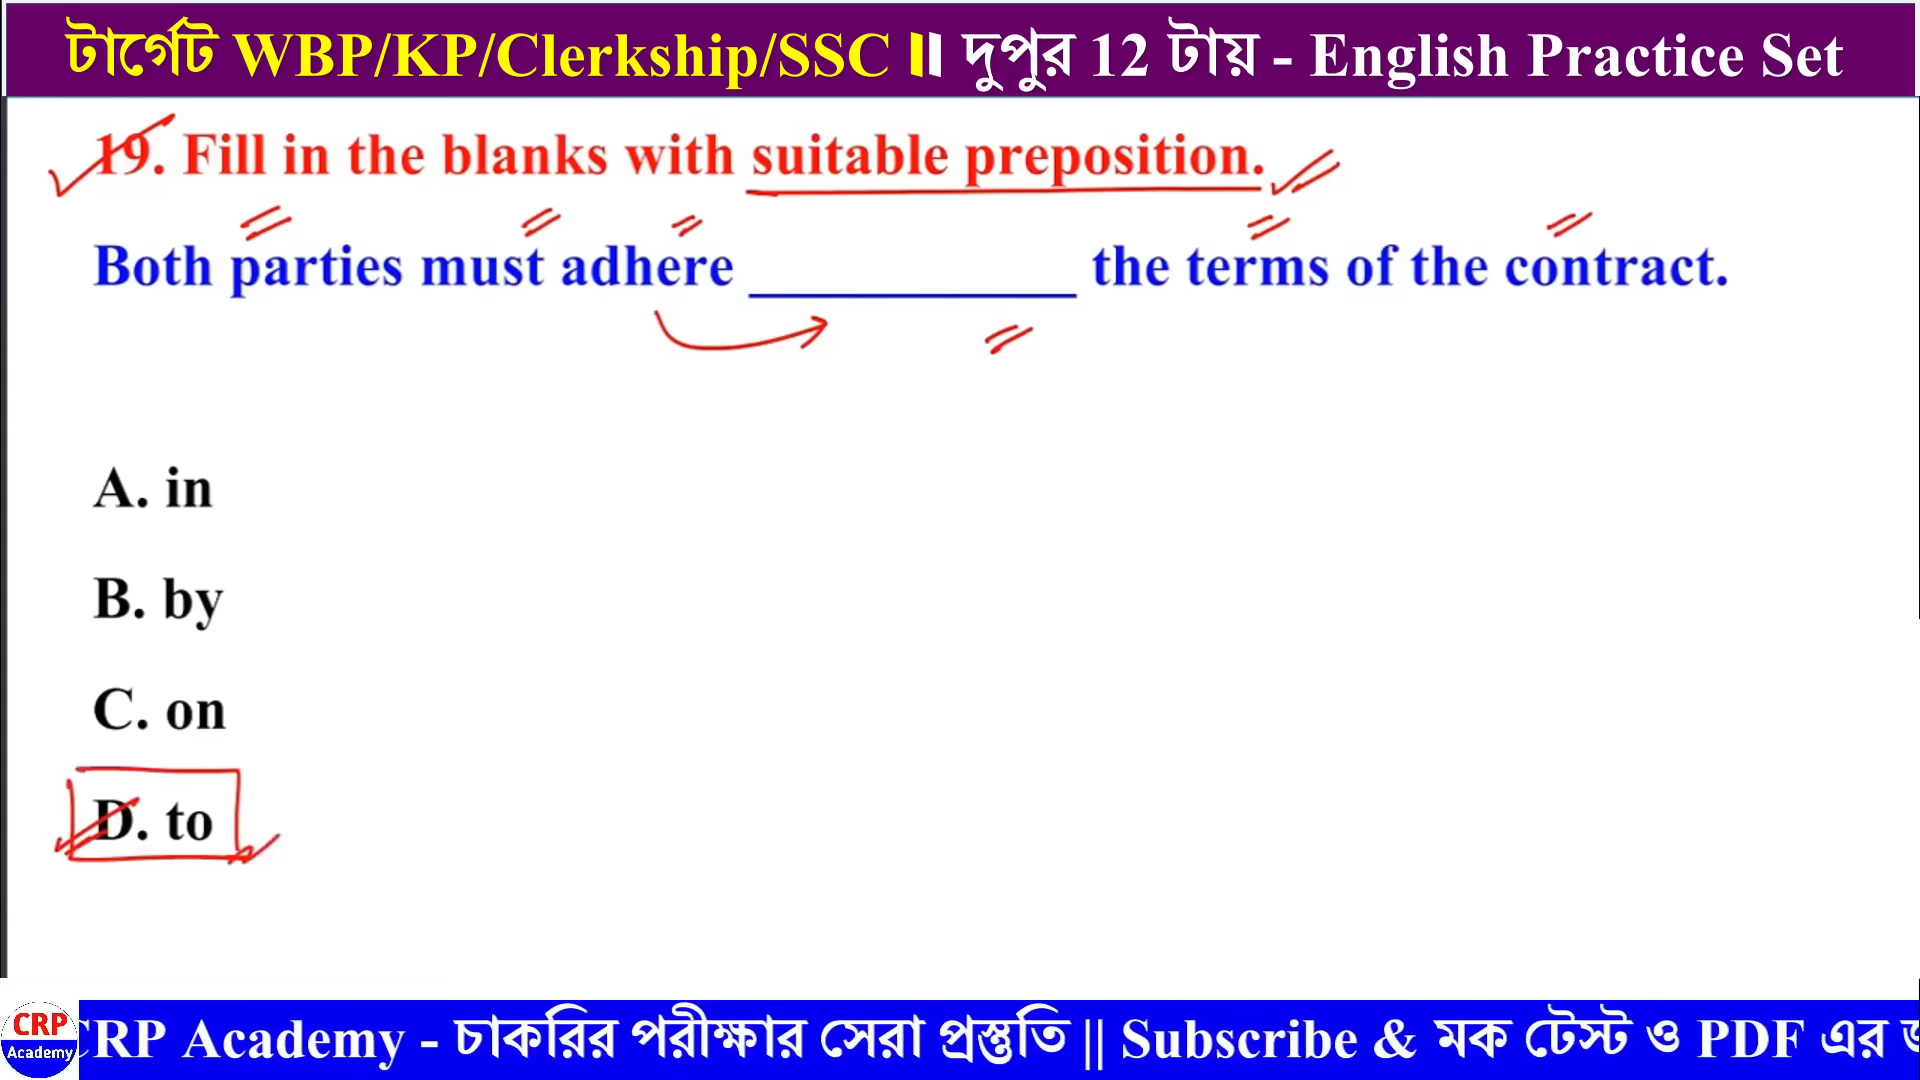 টার্গেট WBP/KP/Clerkship/SSC ‖ দুপুর 12 টায় - English Practice Set
19. Fill in the blanks with suitable preposition.
Both parties must adhere ____________ the terms of the contract.
A. in
B. by
C. on
D. to
CRP Academy
CRP Academy - চাকরির পরীক্ষার সেরা প্রস্তুতি || Subscribe & মক টেস্ট ও PDF এর